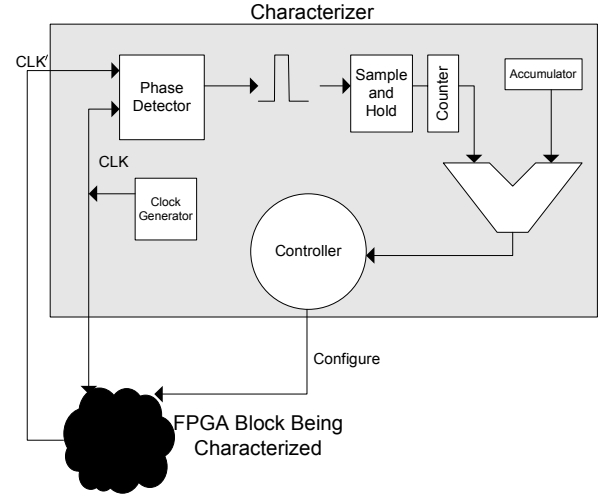 Characterizer
CLK′
Phase
Detector
Sample
and
Hold
Counter
Accumulator
CLK
Clock
Generator
Controller
Configure
FPGA Block Being
Characterized